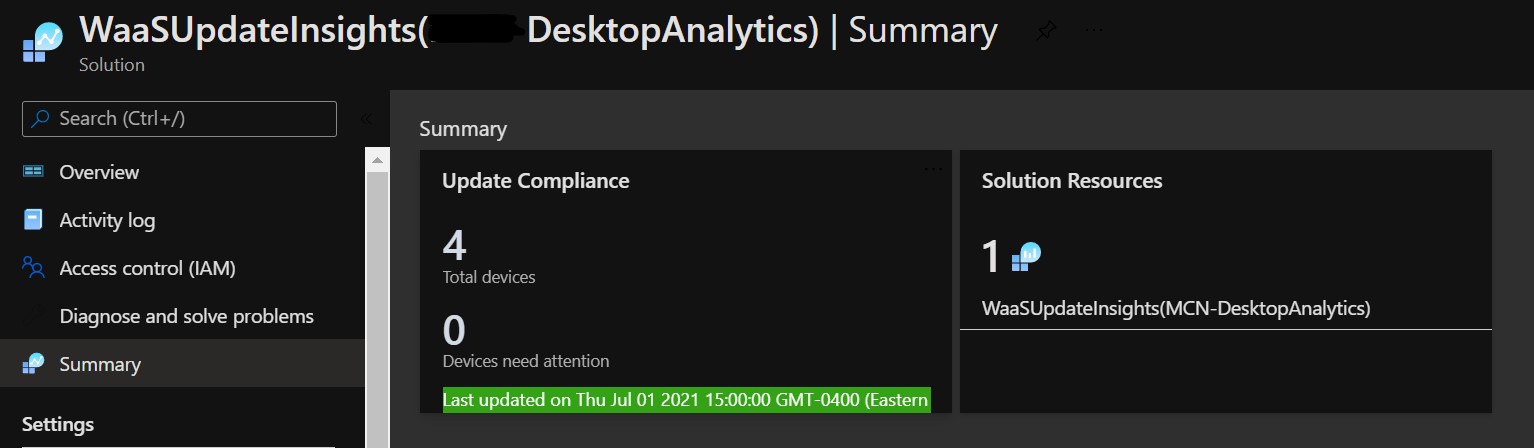 WaaSUpdateInsights( DesktopAnalytics) | Summary
Solution
Search (Ctrl+/)
«
Overview
Activity log
Access control (IAM)
Diagnose and solve problems
Summary
Settings
Summary
Update Compliance
4
Total devices
0
Devices need attention
Last updated on Thu Jul 01 2021 15:00:00 GMT-0400 (Eastern
Solution Resources
1
WaaSUpdateInsights(MCN-DesktopAnalytics)